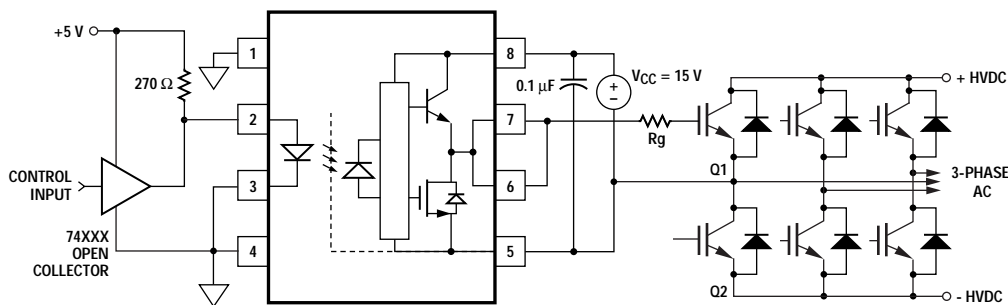 +5 V
270 Ω
CONTROL
INPUT
74XXX
OPEN
COLLECTOR
1
2
3
4
8
7
6
5
0.1 µF
VCC = 15 V
+
−
Rg
Q1
Q2
+ HVDC
3-PHASE
AC
- HVDC